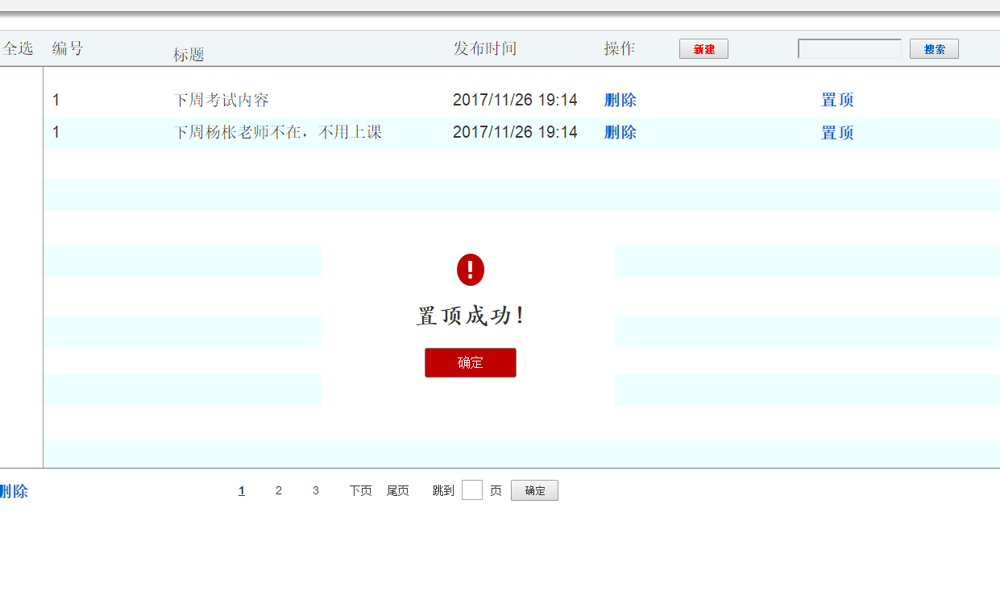 全选 编号 标题 发布时间 操作 新建 搜索
1 下周考试内容 2017/11/26 19:14 删除 置顶
1 下周杨枨老师不在，不用上课 2017/11/26 19:14 删除 置顶
!
置顶成功！
确定
删除 1 2 3 下页 尾页 跳到 页 确定